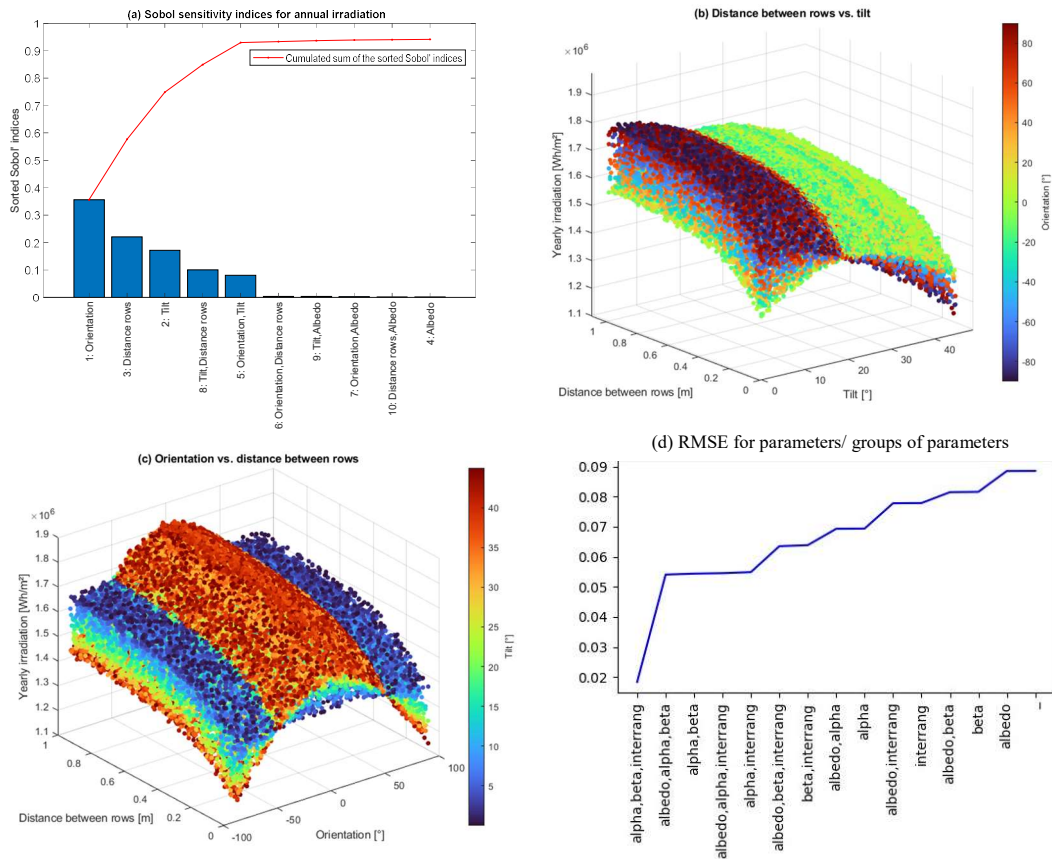 (a) Sobol sensitivity indices for annual irradiation
1
0.9
0.8
0.7
0.6
0.5
0.4
0.3
0.2
0.1
0
Sorted Sobol' indices
Cumulated sum of the sorted Sobol' indices
1: Orientation
3: Distance rows
2: Tilt
8: Tilt,Distance rows
5: Orientation,Tilt
6: Orientation,Distance rows
9: Tilt,Albedo
7: Orientation,Albedo
10: Distance rows,Albedo
4: Albedo
(b) Distance between rows vs. tilt
×10⁶
1.9
1.8
1.7
1.6
1.5
1.4
1.3
1.2
1.1
Yearly irradiation [Wh/m²]
1
0.8
0.6
0.4
0.2
0
Distance between rows [m]
0
10
20
30
40
Tilt [°]
80
60
40
20
0
-20
-40
-60
-80
Orientation [°]
(c) Orientation vs. distance between rows
×10⁶
1.9
1.8
1.7
1.6
1.5
1.4
1.3
1.2
1.1
Yearly irradiation [Wh/m²]
1
0.8
0.6
0.4
0.2
0
Distance between rows [m]
-100
-50
0
50
100
Orientation [°]
40
35
30
25
20
15
10
5
Tilt [°]
(d) RMSE for parameters/ groups of parameters
0.09
0.08
0.07
0.06
0.05
0.04
0.03
0.02
alpha,beta,interrang
albedo,alpha,beta
alpha,beta
albedo,alpha,interrang
alpha,interrang
albedo,beta,interrang
beta,interrang
albedo,alpha
alpha
albedo,interrang
interrang
albedo,beta
beta
albedo
–